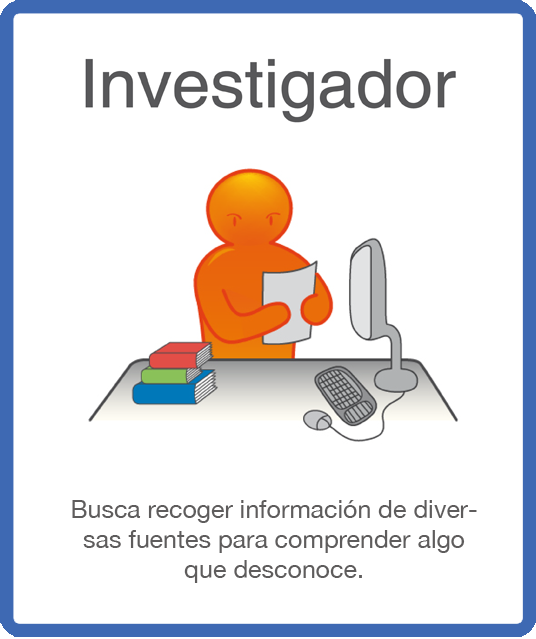 Investigador
Busca recoger información de diver-
sas fuentes para comprender algo
que desconoce.